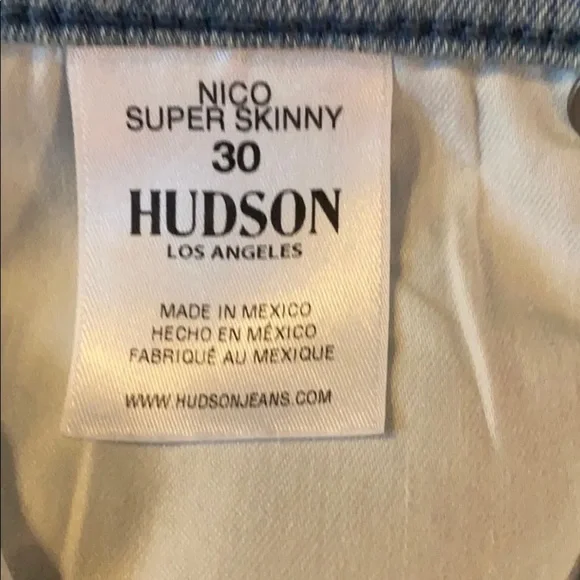 NICO
SUPER SKINNY
30
HUDSON
LOS ANGELES
MADE IN MEXICO
HECHO EN MÉXICO
FABRIQUÉ AU MEXIQUE
WWW.HUDSONJEANS.COM